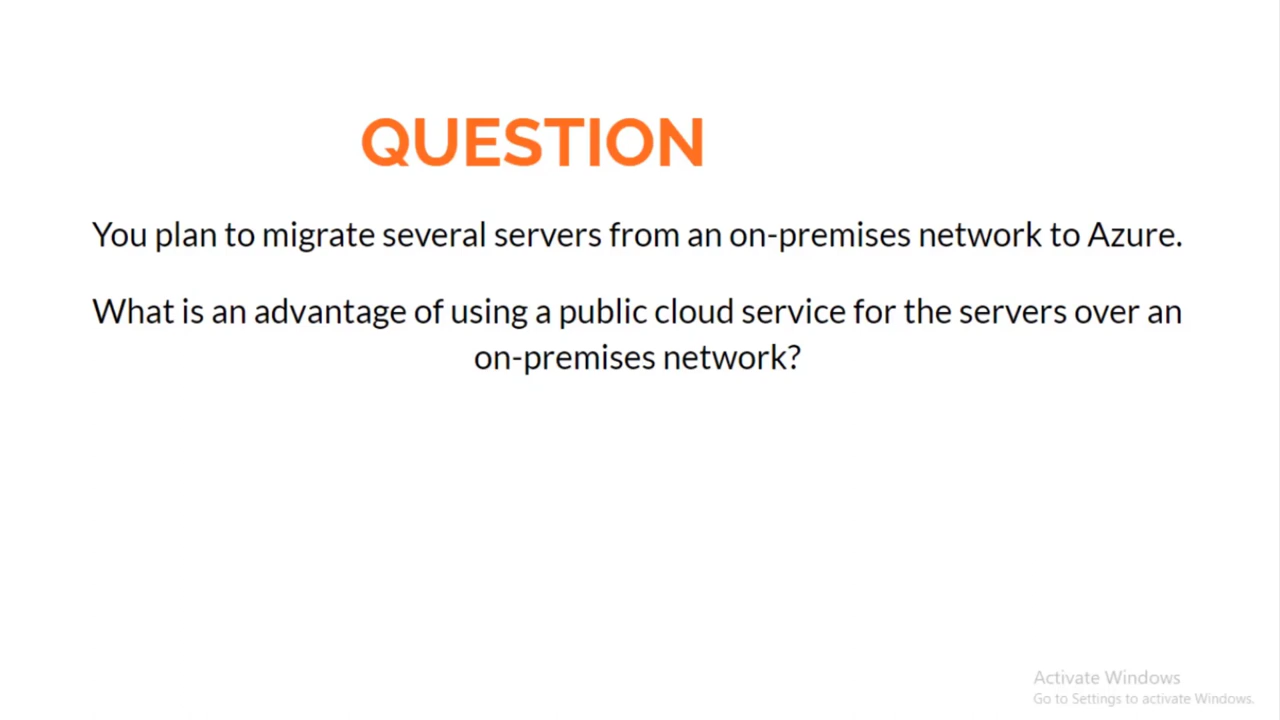 QUESTION
You plan to migrate several servers from an on-premises network to Azure.
What is an advantage of using a public cloud service for the servers over an
on-premises network?
Activate Windows
Go to Settings to activate Windows.